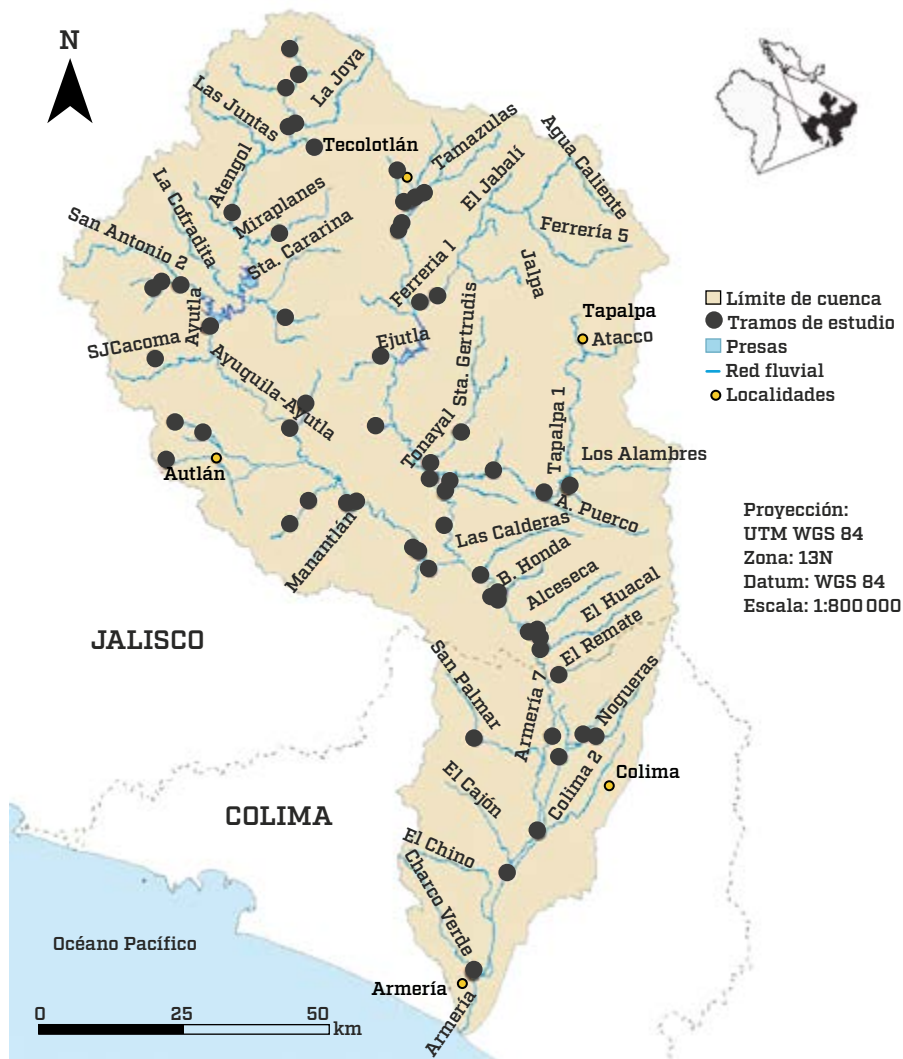 N
La Joya
Las Juntas
Tecolotlán
Tamazulas
Agua Caliente
El Jabalí
Atengol
La Cofradita
Miraplanes
Sta. Cararina
San Antonio 2
Ferrería 5
Jalpa
Ferreria 1
Sta. Gertrudis
Tapalpa
Atacco
Ayutla
SJCacoma
Ejutla
Ayuquila-Ayutla
Tonayal
Tapalpa 1
Los Alambres
Autlán
A. Puerco
Manantlán
Las Calderas
B. Honda
Alceseca
El Huacal
El Remate
San Palmar
Armería 7
Nogueras
Colima 2
Colima
El Cajón
El Chino
Charco Verde
Armería
Armería
JALISCO
COLIMA
Océano Pacífico
Límite de cuenca
Tramos de estudio
Presas
Red fluvial
Localidades
Proyección:
UTM WGS 84
Zona: 13N
Datum: WGS 84
Escala: 1:800 000
0 25 50
km